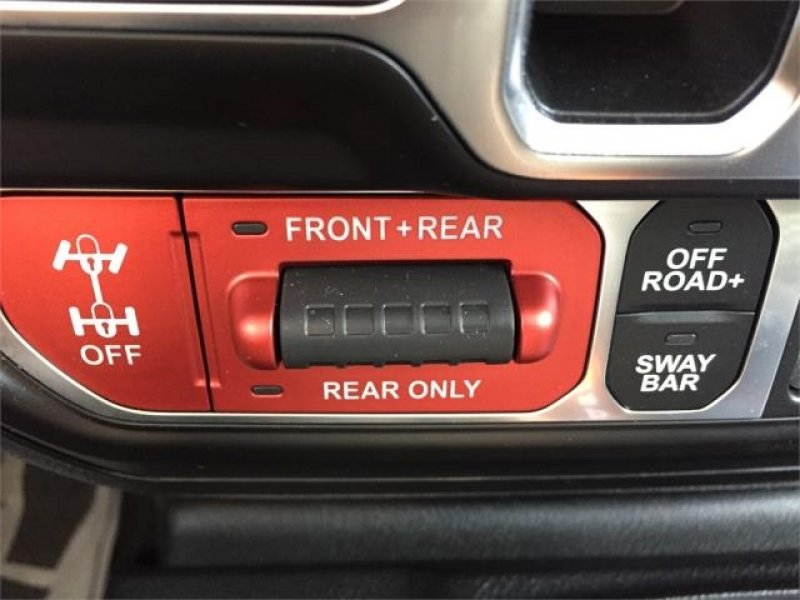 FRONT+REAR
OFF
REAR ONLY
OFF
ROAD+
SWAY
BAR